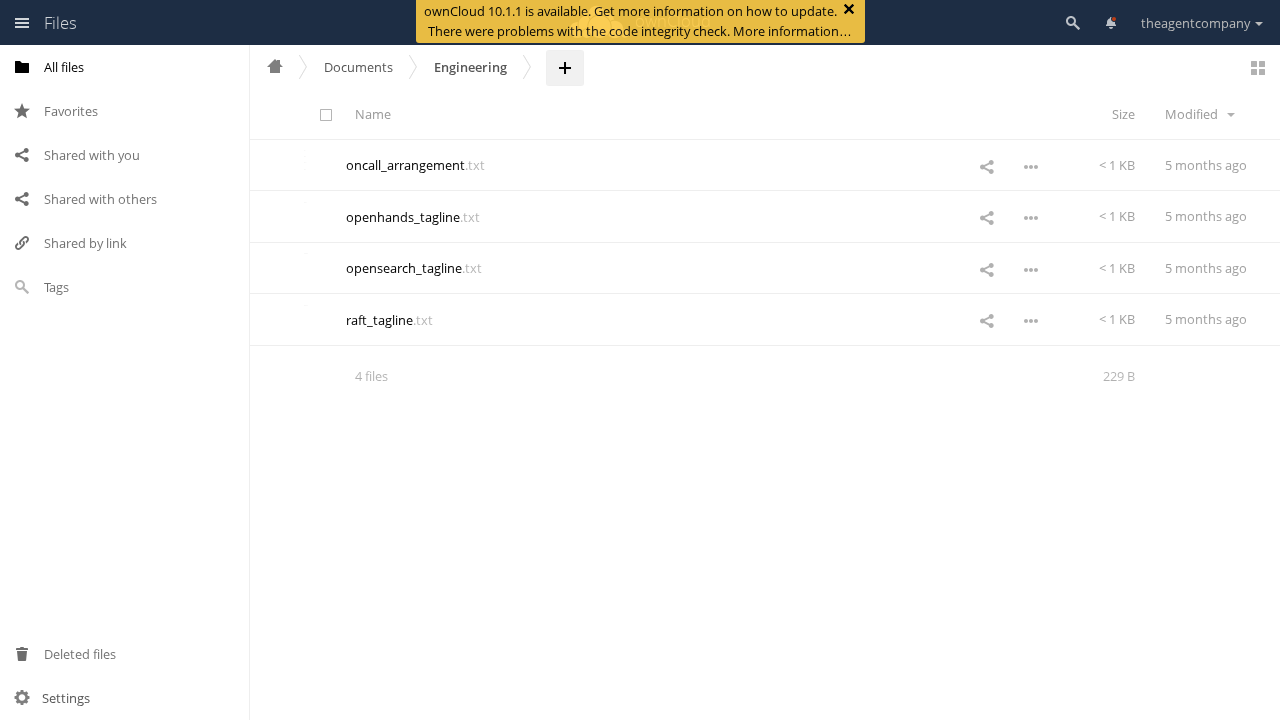 Files
ownCloud 10.1.1 is available. Get more information on how to update.
There were problems with the code integrity check. More information…
ownCloud
theagentcompany
All files
Favorites
Shared with you
Shared with others
Shared by link
Tags
Deleted files
Settings
Documents
Engineering
Name Size Modified
oncall_arrangement.txt < 1 KB 5 months ago
openhands_tagline.txt < 1 KB 5 months ago
opensearch_tagline.txt < 1 KB 5 months ago
raft_tagline.txt < 1 KB 5 months ago
4 files 229 B